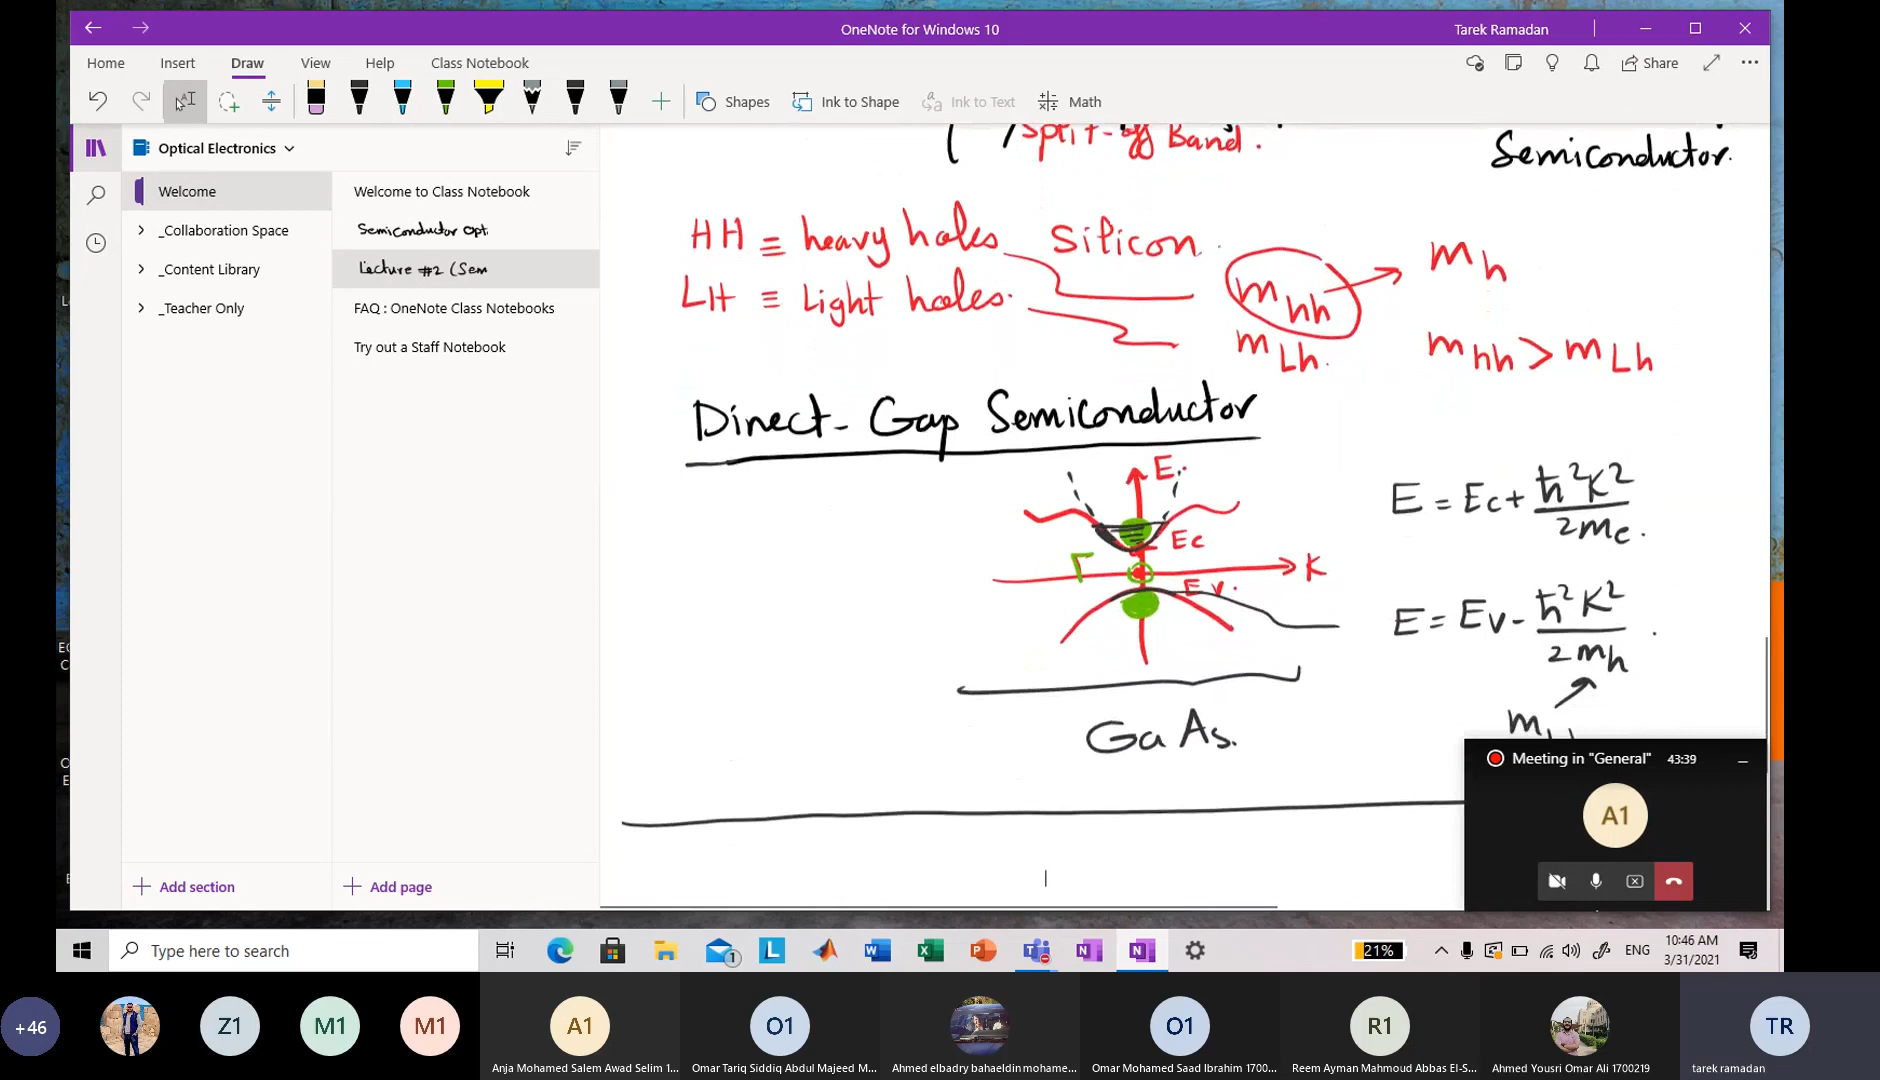 OneNote for Windows 10
Tarek Ramadan
Home Insert Draw View Help Class Notebook
Share
Shapes Ink to Shape Ink to Text Math
Optical Electronics
Welcome
_Collaboration Space
_Content Library
_Teacher Only
Welcome to Class Notebook
Semiconductor Opti
Lecture #2 (Sem
FAQ : OneNote Class Notebooks
Try out a Staff Notebook
Add section
Add page
Split-off Band.
Semiconductor.
HH ≡ heavy holes Silicon.
LH ≡ Light holes.
m hh → m h
m Lh.
m hh > m Lh
Direct-Gap Semiconductor
E.
Ec
Γ
K
Ev.
GaAs.
E = Ec + ħ²K² / 2mc.
E = Ev - ħ²K² / 2mh.
Meeting in "General" 43:39
A1
Type here to search
1
L
21%
ENG
10:46 AM
3/31/2021
+46
Z1
M1
M1
A1
O1
O1
R1
TR
Anja Mohamed Salem Awad Selim 1...
Omar Tariq Siddiq Abdul Majeed M...
Ahmed elbadry bahaeldin mohame...
Omar Mohamed Saad Ibrahim 1700...
Reem Ayman Mahmoud Abbas El-S...
Ahmed Yousri Omar Ali 1700219
tarek ramadan